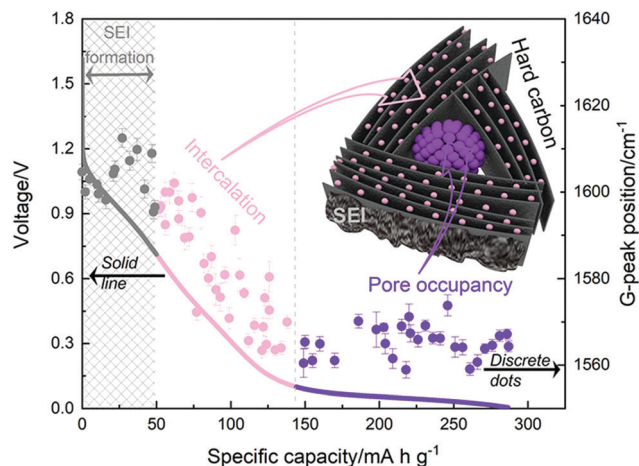 1.8
1.5
1.2
0.9
0.6
0.3
0.0
Voltage/V
0
50
100
150
200
250
300
Specific capacity/mA h g⁻¹
1640
1620
1600
1580
1560
G-peak position/cm⁻¹
SEI
formation
Intercalation
Hard carbon
SEI
Pore occupancy
Solid
line
Discrete
dots